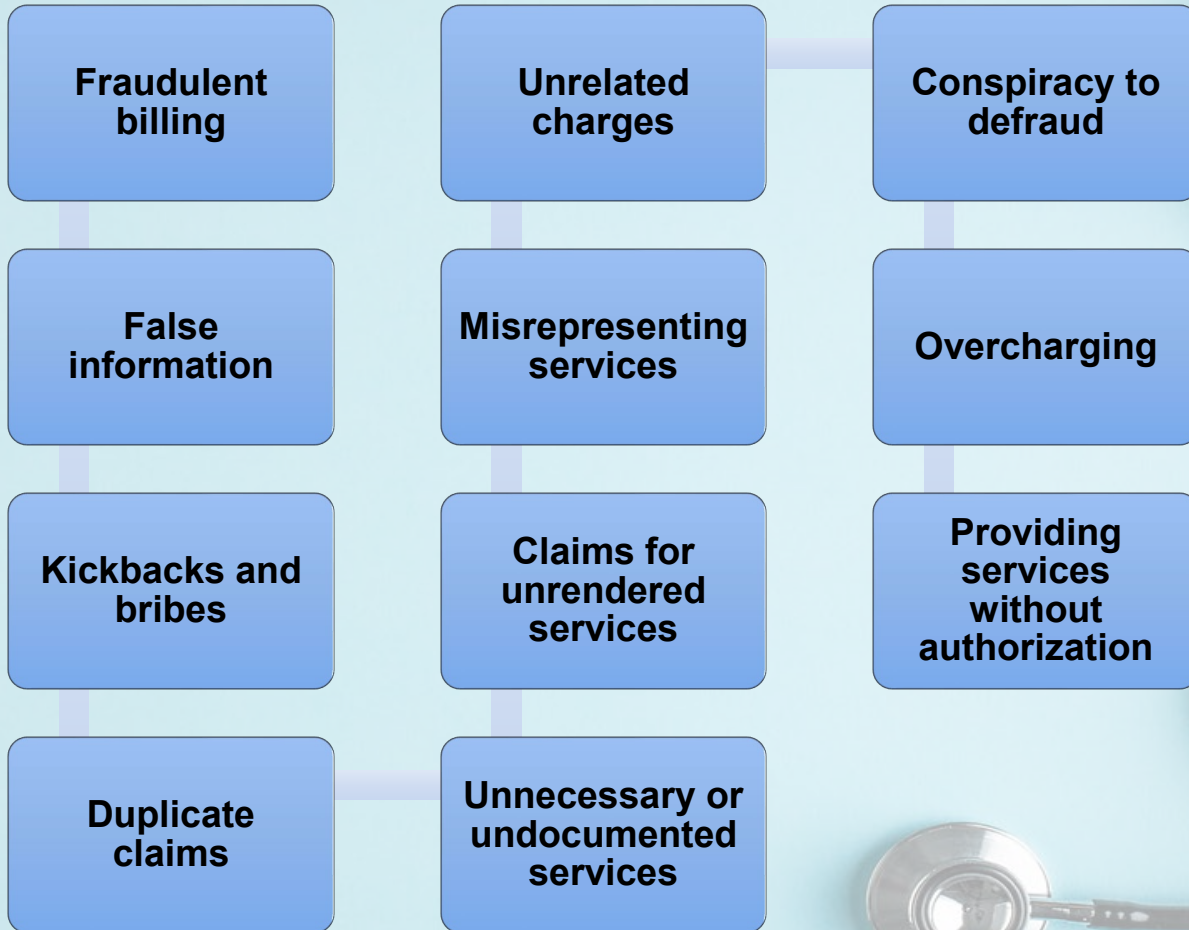 Fraudulent
billing
False
information
Kickbacks and
bribes
Duplicate
claims
Unnecessary or
undocumented
services
Claims for
unrendered
services
Misrepresenting
services
Unrelated
charges
Conspiracy to
defraud
Overcharging
Providing
services
without
authorization